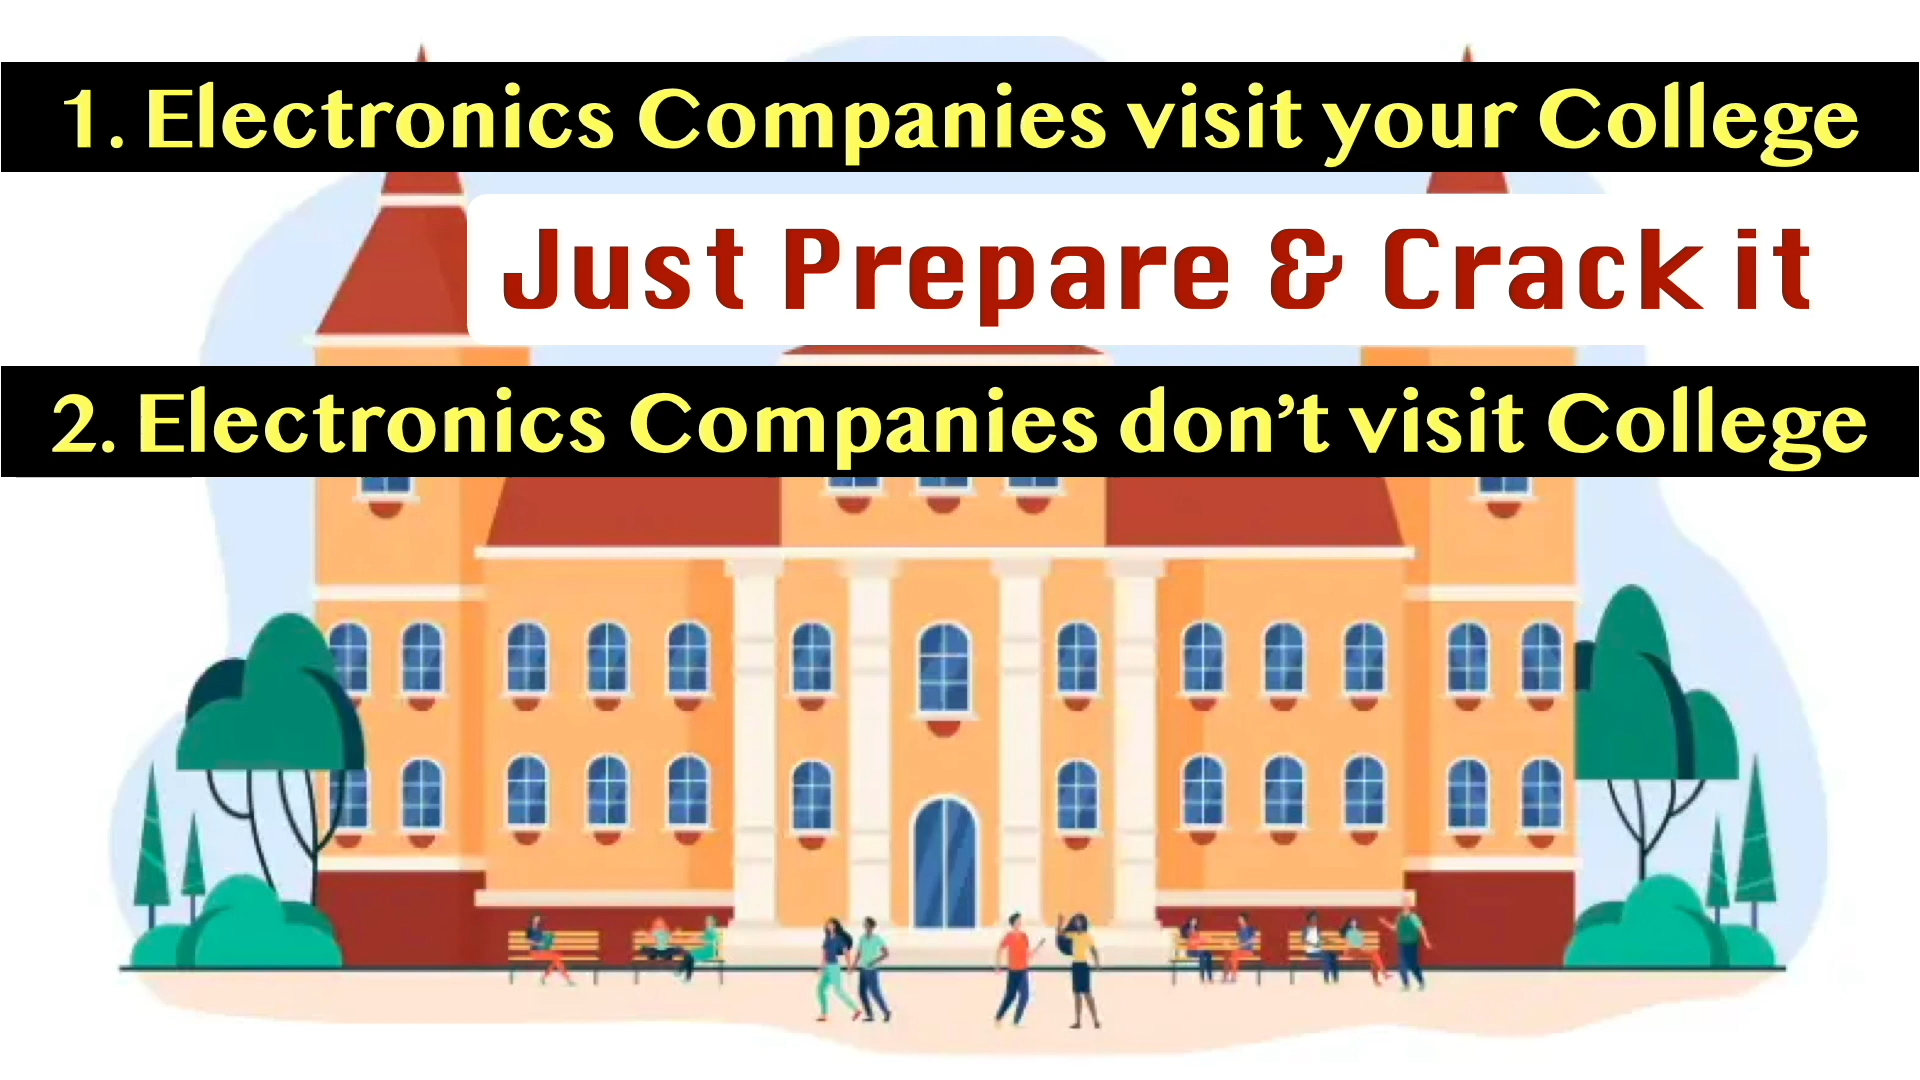 1. Electronics Companies visit your College
Just Prepare & Crack it
2. Electronics Companies don’t visit College